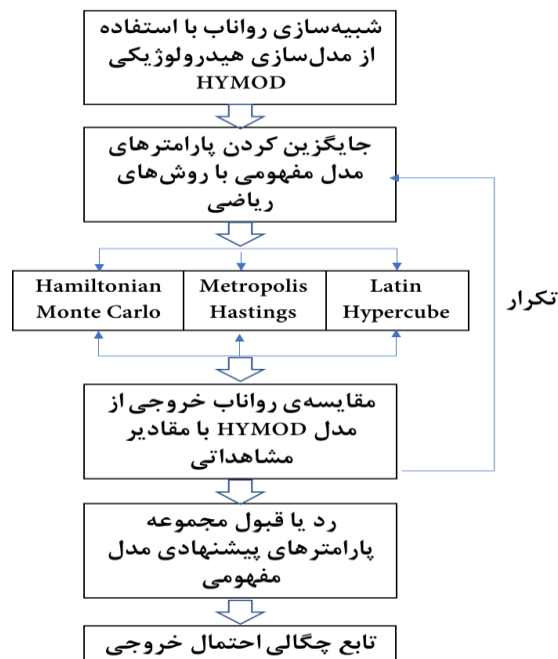 شبیه‌سازی رواناب با استفاده
از مدل‌سازی هیدرولوژیکی
HYMOD
جایگزین کردن پارامترهای
مدل مفهومی با روش‌های
ریاضی
Hamiltonian
Monte Carlo
Metropolis
Hastings
Latin
Hypercube
تکرار
مقایسه‌ی رواناب خروجی از
مدل HYMOD با مقادیر
مشاهداتی
رد یا قبول مجموعه
پارامترهای پیشنهادی مدل
مفهومی
تابع چگالی احتمال خروجی